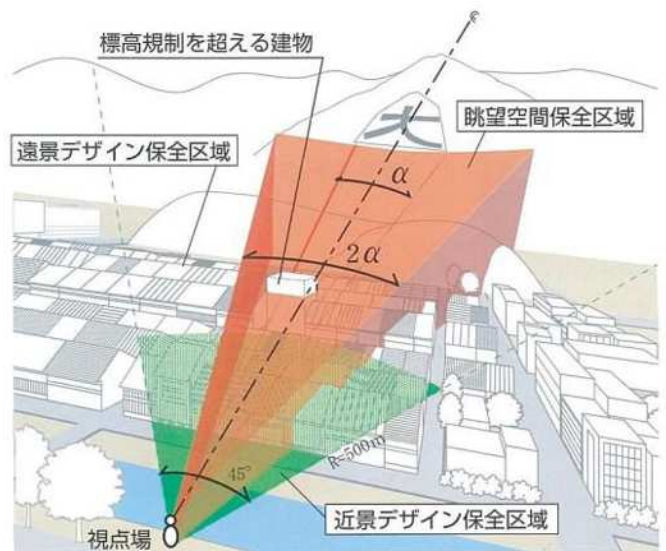 標高規制を超える建物
大
眺望空間保全区域
遠景デザイン保全区域
α
2α
R=500m
45°
近景デザイン保全区域
視点場